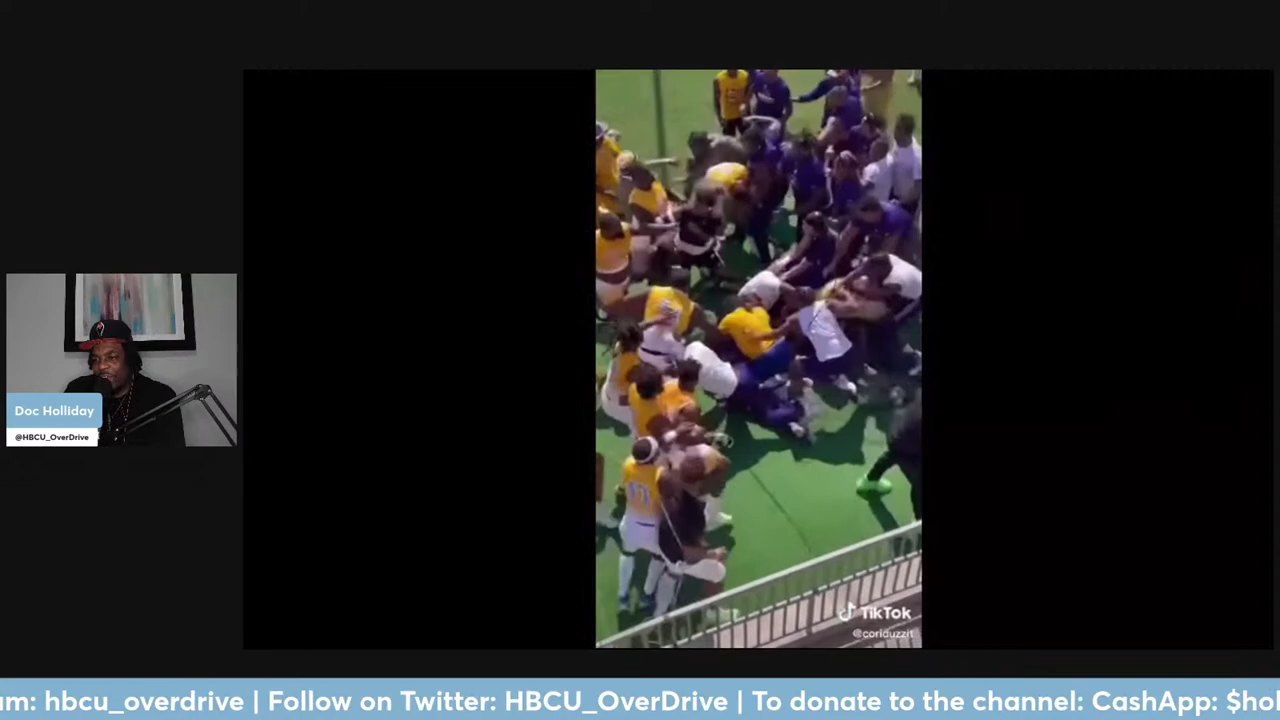 Doc Holliday
@HBCU_OverDrive
TikTok
@coriduzzit
am: hbcu_overdrive | Follow on Twitter: HBCU_OverDrive | To donate to the channel: CashApp: $hol